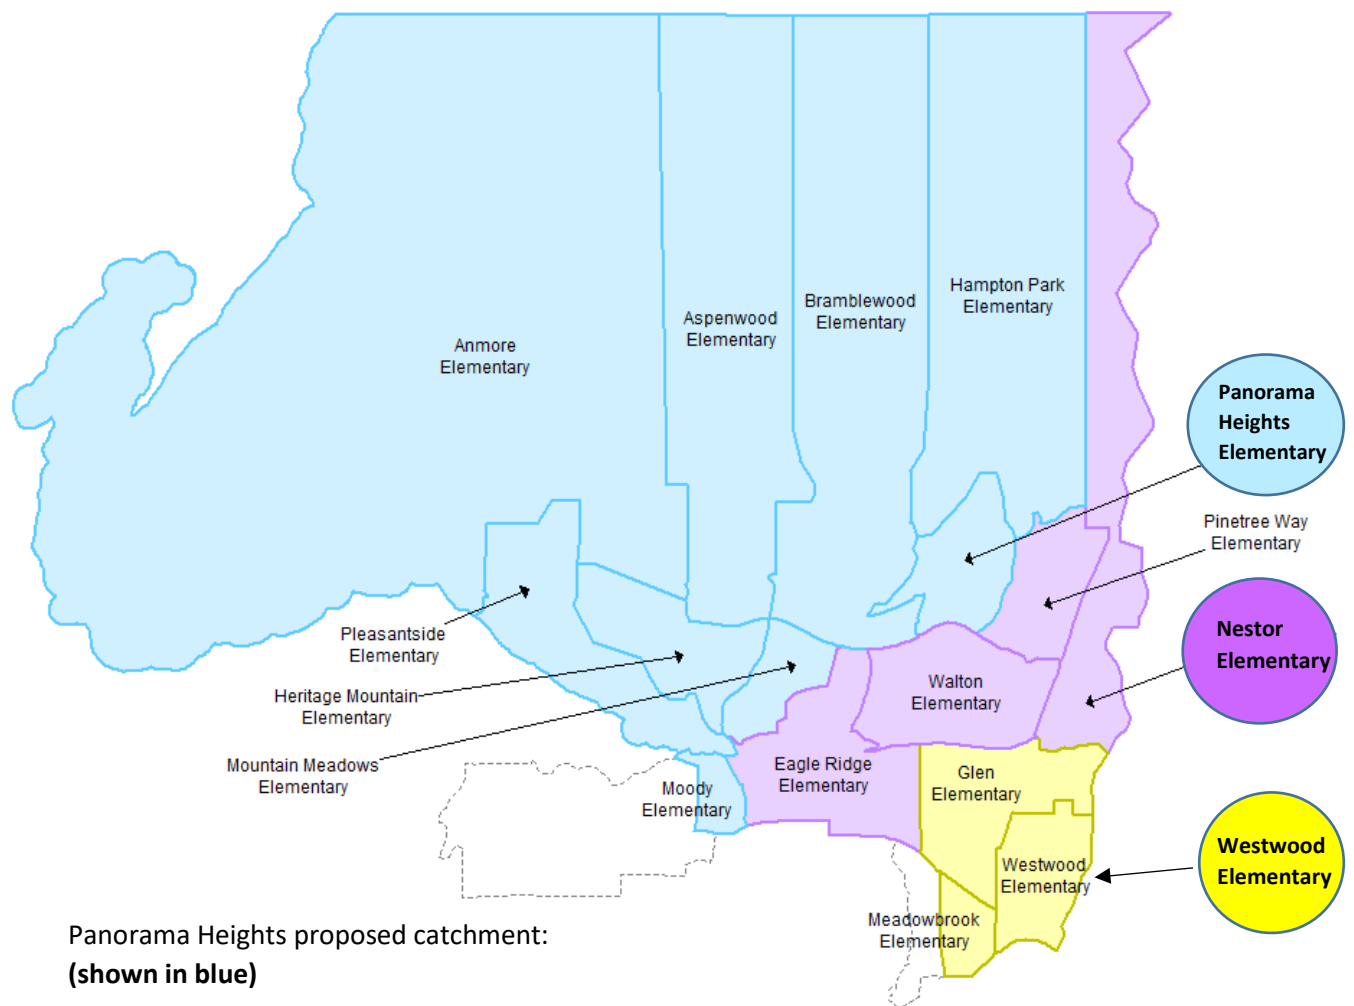 Hampton Park
Elementary
Bramblewood
Elementary
Aspenwood
Elementary
Anmore
Elementary
Panorama
Heights
Elementary
Pinetree Way
Elementary
Pleasantside
Elementary
Nestor
Elementary
Heritage Mountain
Elementary
Walton
Elementary
Mountain Meadows
Elementary
Eagle Ridge
Elementary
Glen
Elementary
Moody
Elementary
Westwood
Elementary
Westwood
Elementary
Meadowbrook
Elementary
Panorama Heights proposed catchment:
(shown in blue)